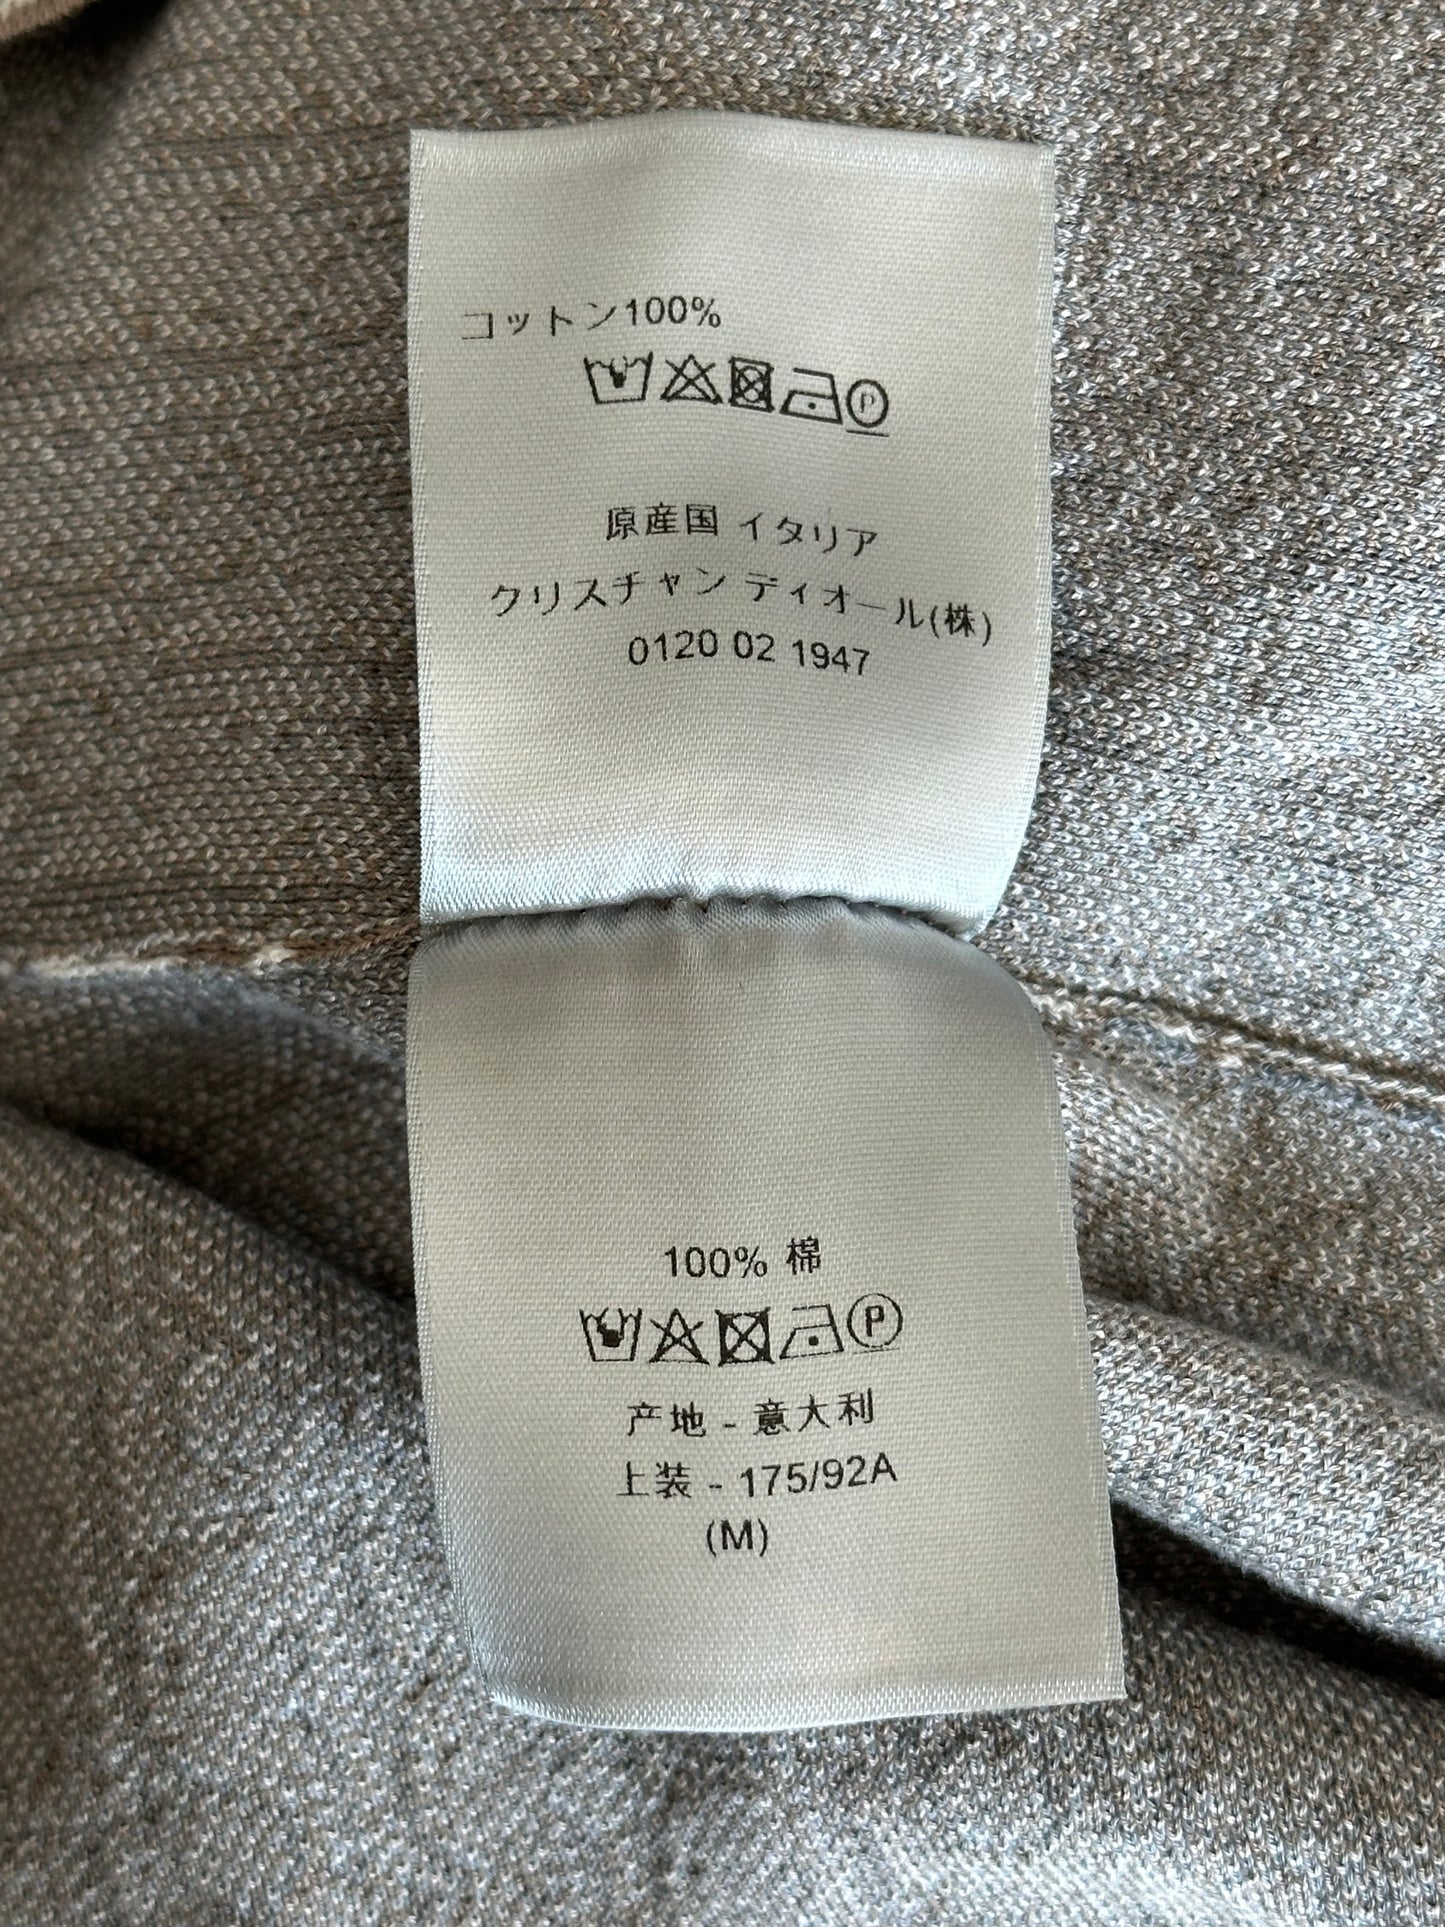 コットン100%
P
原産国 イタリア
クリスチャン ディオール(株)
0120 02 1947
100% 棉
P
产地 - 意大利
上装 - 175/92A
(M)